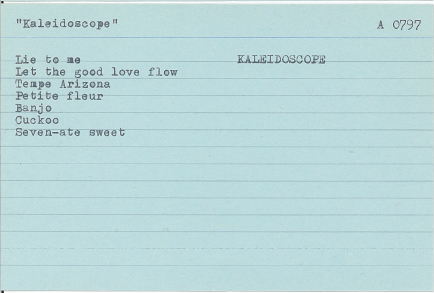 "Kaleidoscope" A 0797
Lie to me KALEIDOSCOPE
Let the good love flow
Tempe Arizona
Petite fleur
Banjo
Cuckoo
Seven-ate sweet